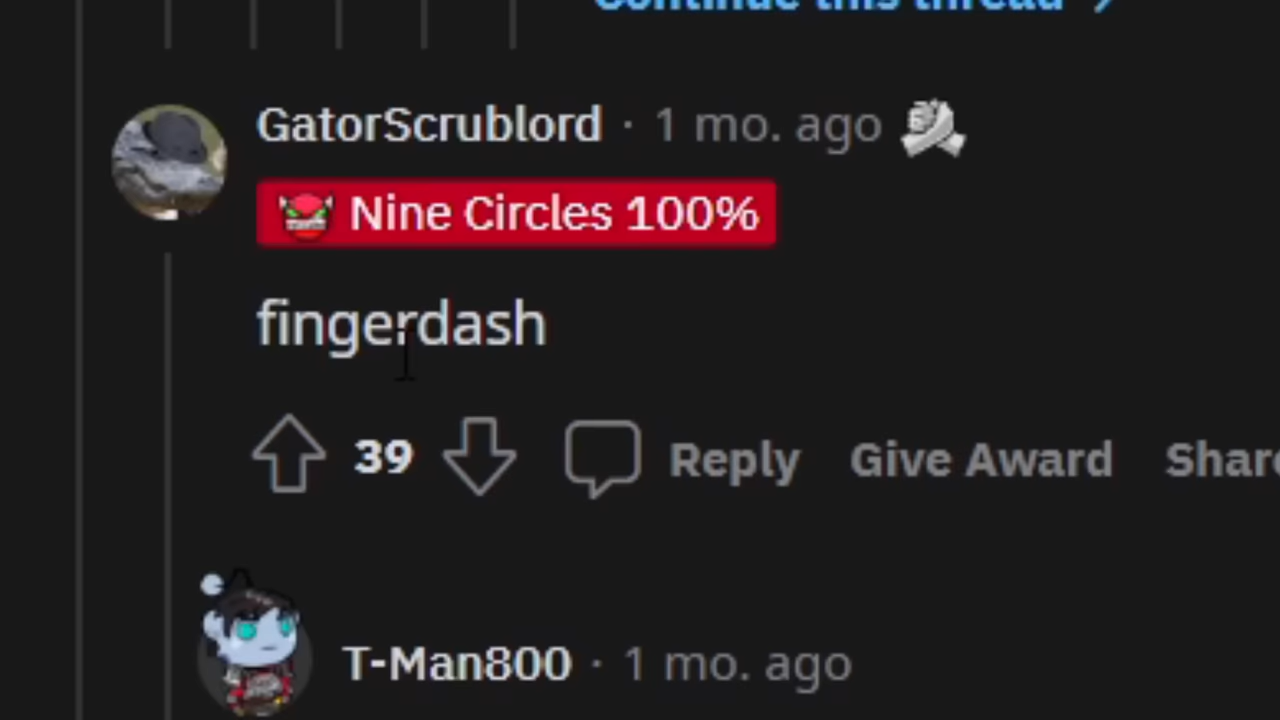 Continue this thread
GatorScrublord · 1 mo. ago
Nine Circles 100%
fingerdash
39 Reply Give Award Share
T-Man800 · 1 mo. ago